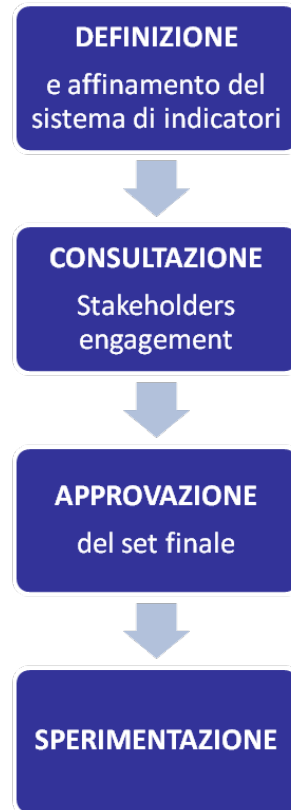 DEFINIZIONE
e affinamento del
sistema di indicatori
CONSULTAZIONE
Stakeholders
engagement
APPROVAZIONE
del set finale
SPERIMENTAZIONE